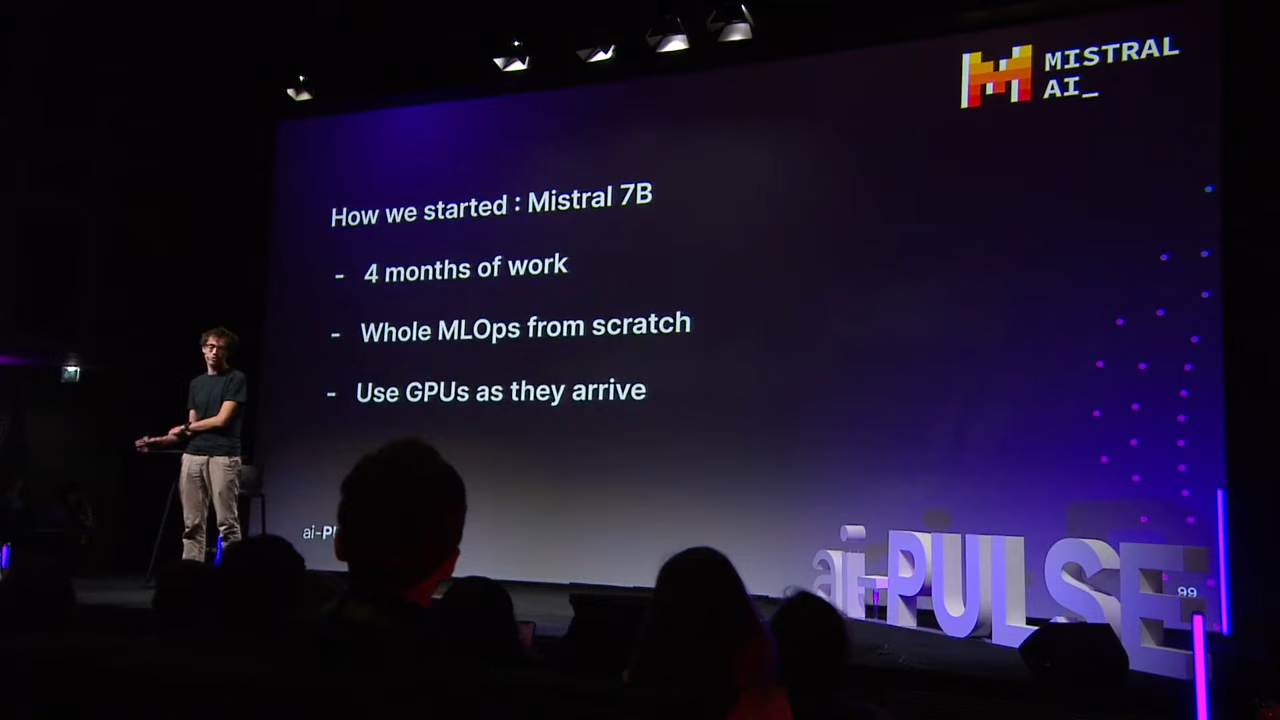 MISTRAL
AI_
How we started : Mistral 7B
- 4 months of work
- Whole MLOps from scratch
- Use GPUs as they arrive
ai-PULSE
99